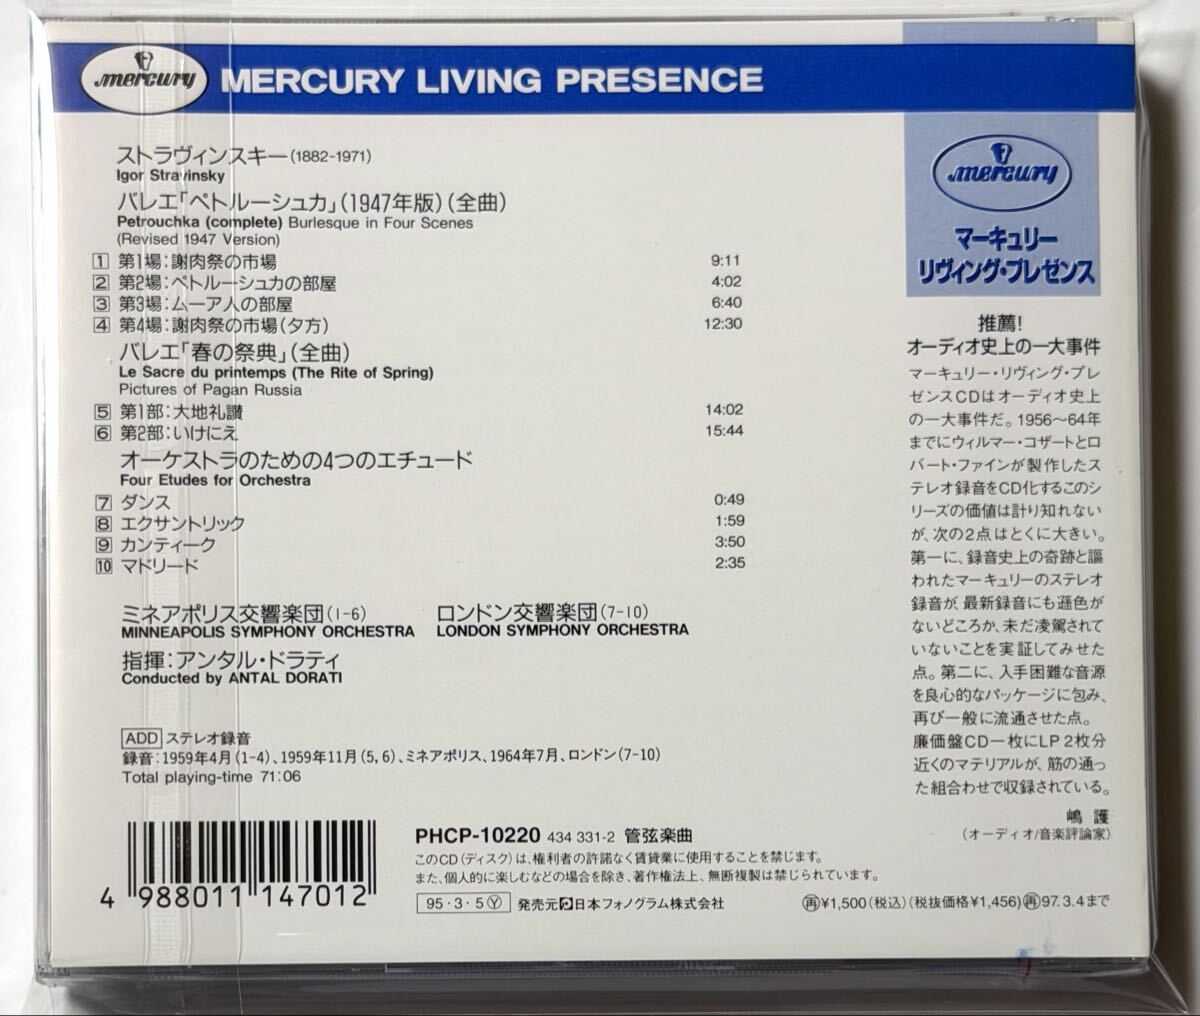 mercury MERCURY LIVING PRESENCE
ストラヴィンスキー(1882-1971)
Igor Stravinsky
バレエ「ペトルーシュカ」(1947年版)(全曲)
Petrouchka (complete) Burlesque in Four Scenes
(Revised 1947 Version)
1 第1場:謝肉祭の市場 9:11
2 第2場:ペトルーシュカの部屋 4:02
3 第3場:ムーア人の部屋 6:40
4 第4場:謝肉祭の市場(夕方) 12:30
バレエ「春の祭典」(全曲)
Le Sacre du printemps (The Rite of Spring)
Pictures of Pagan Russia
5 第1部:大地礼讃 14:02
6 第2部:いけにえ 15:44
オーケストラのための4つのエチュード
Four Etudes for Orchestra
7 ダンス 0:49
8 エクサントリック 1:59
9 カンティーク 3:50
10 マドリード 2:35
ミネアポリス交響楽団(1-6) ロンドン交響楽団(7-10)
MINNEAPOLIS SYMPHONY ORCHESTRA LONDON SYMPHONY ORCHESTRA
指揮:アンタル・ドラティ
Conducted by ANTAL DORATI
ADD ステレオ録音
録音:1959年4月(1-4)、1959年11月(5, 6)、ミネアポリス、1964年7月、ロンドン(7-10)
Total playing-time 71:06
mercury
マーキュリー
リヴィング・プレゼンス
推薦!
オーディオ史上の一大事件
マーキュリー・リヴィング・プレ
ゼンスCDはオーディオ史上
の一大事件だ。1956〜64年
までにウィルマー・コザートとロ
バート・ファインが製作したス
テレオ録音をCD化するこのシ
リーズの価値は計り知れない
が、次の2点はとくに大きい。
第一に、録音史上の奇跡と謳
われたマーキュリーのステレオ
録音が、最新録音にも遜色が
ないどころか、未だ凌駕されて
いないことを実証してみせた
点。第二に、入手困難な音源
を良心的なパッケージに包み、
再び一般に流通させた点。
廉価盤CD一枚にLP2枚分
近くのマテリアルが、筋の通っ
た組合わせで収録されている。
嶋 護
(オーディオ/音楽評論家)
4 988011 147012
PHCP-10220 434 331-2 管弦楽曲
このCD(ディスク)は、権利者の許諾なく賃貸業に使用することを禁じます。
また、個人的に楽しむなどの場合を除き、著作権法上、無断複製は禁じられています。
95・3・5Ⓨ 発売元 日本フォノグラム株式会社
再¥1,500(税込)(税抜価格¥1,456)再97.3.4まで